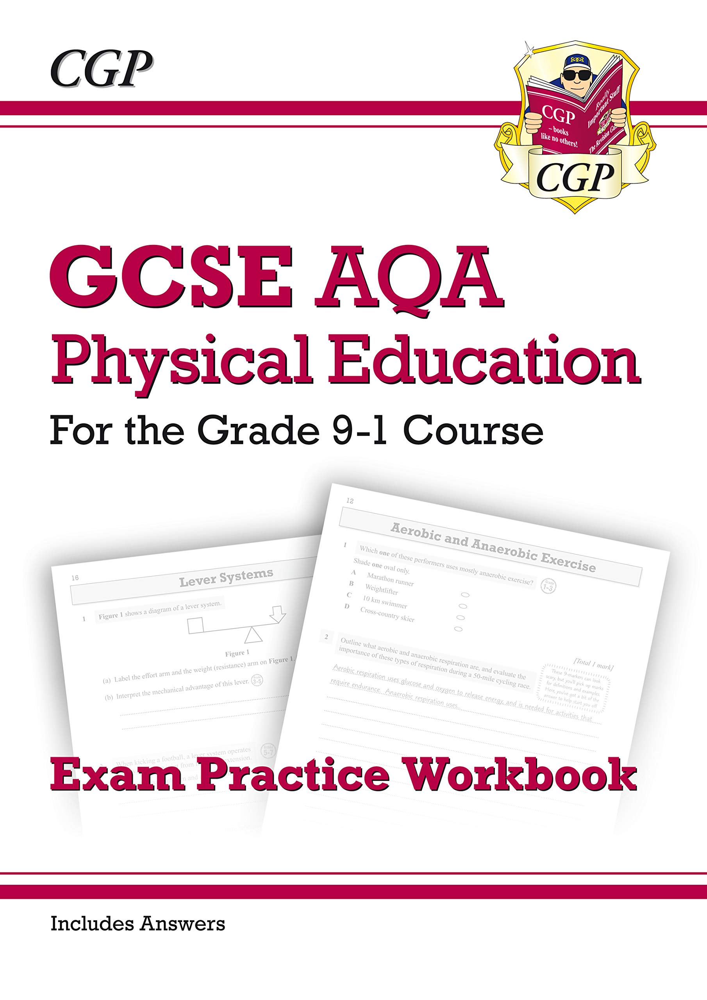 CGP
CGP
– books
like no others!
Really
Important Stuff
The Revision
CGP
GCSE AQA
Physical Education
For the Grade 9-1 Course
16
Lever Systems
1 Figure 1 shows a diagram of a lever system.
Figure 1
(a) Label the effort arm and the weight (resistance) arm on Figure 1.
(b) Interpret the mechanical advantage of this lever.
Grade
3-5
When kicking a football, a lever system operates
from extension.
Grade
5-7
12
Aerobic and Anaerobic Exercise
1 Which one of these performers uses mostly anaerobic exercise?
Grade
1-3
Shade one oval only.
A Marathon runner
B Weightlifter
C 10 km swimmer
D Cross-country skier
[Total 1 mark]
2 Outline what aerobic and anaerobic respiration are, and evaluate the
importance of these types of respiration during a 50-mile cycling race.
These 9-markers can look
scary, but you'll pick up marks
for definitions and examples.
Here, you've got a bit of the
answer to help start you off.
Aerobic respiration uses glucose and oxygen to release energy, and is needed for activities that
require endurance. Anaerobic respiration uses
Exam Practice Workbook
Includes Answers